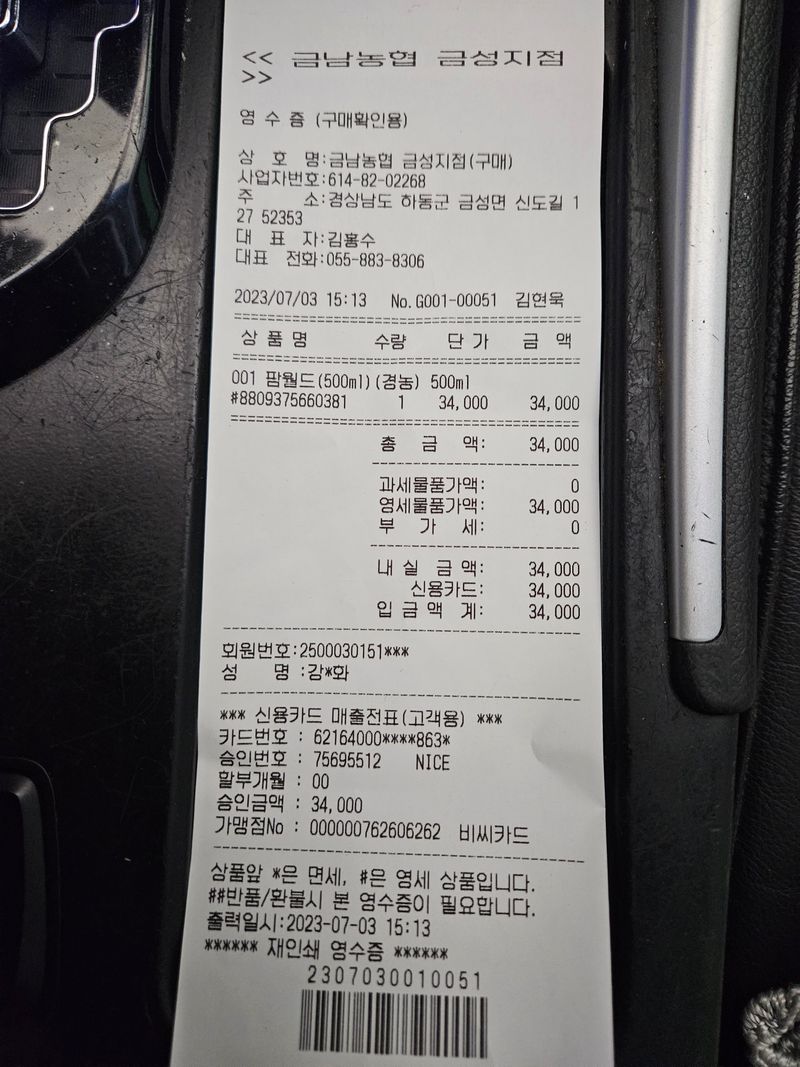 << 금남농협 금성지점
>>
영 수 증 (구매확인용)
상 호 명:금남농협 금성지점(구매)
사업자번호:614-82-02268
주 소:경상남도 하동군 금성면 신도길 1
27 52353
대 표 자:김홍수
대표 전화:055-883-8306
2023/07/03 15:13 No.G001-00051 김현욱
상 품 명 수량 단 가 금 액
001 팜월드(500ml)(경농) 500ml
#8809375660381 1 34,000 34,000
총 금 액: 34,000
과세물품가액: 0
영세물품가액: 34,000
부 가 세: 0
내 실 금 액: 34,000
신용카드: 34,000
입 금 액 계: 34,000
회원번호:2500030151***
성 명 :강*화
*** 신용카드 매출전표(고객용) ***
카드번호 : 62164000****863*
승인번호 : 75695512 NICE
할부개월 : 00
승인금액 : 34,000
가맹점No : 000000762606262 비씨카드
상품앞 *은 면세, #은 영세 상품입니다.
##반품/환불시 본 영수증이 필요합니다.
출력일시:2023-07-03 15:13
****** 재인쇄 영수증 ******
2307030010051